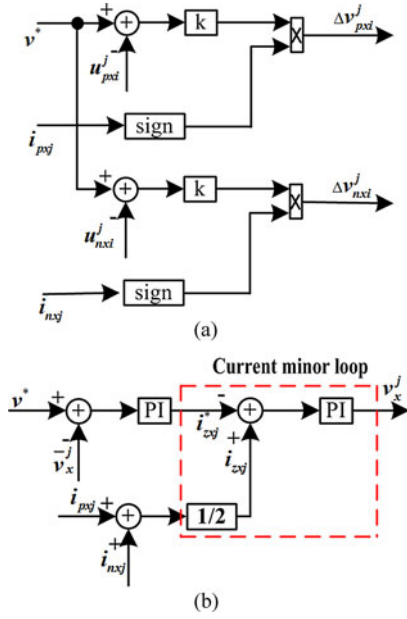 v* + - k Δv^j_pxi
u^j_pxi
X
i_pxj sign
+ - k Δv^j_nxi
u^j_nxi
X
i_nxj sign
(a)
Current minor loop
v* + - PI i*_zxj - + PI v^j_x
v̄^j_x
i_zxj +
i_pxj + + 1/2
i_nxj +
(b)